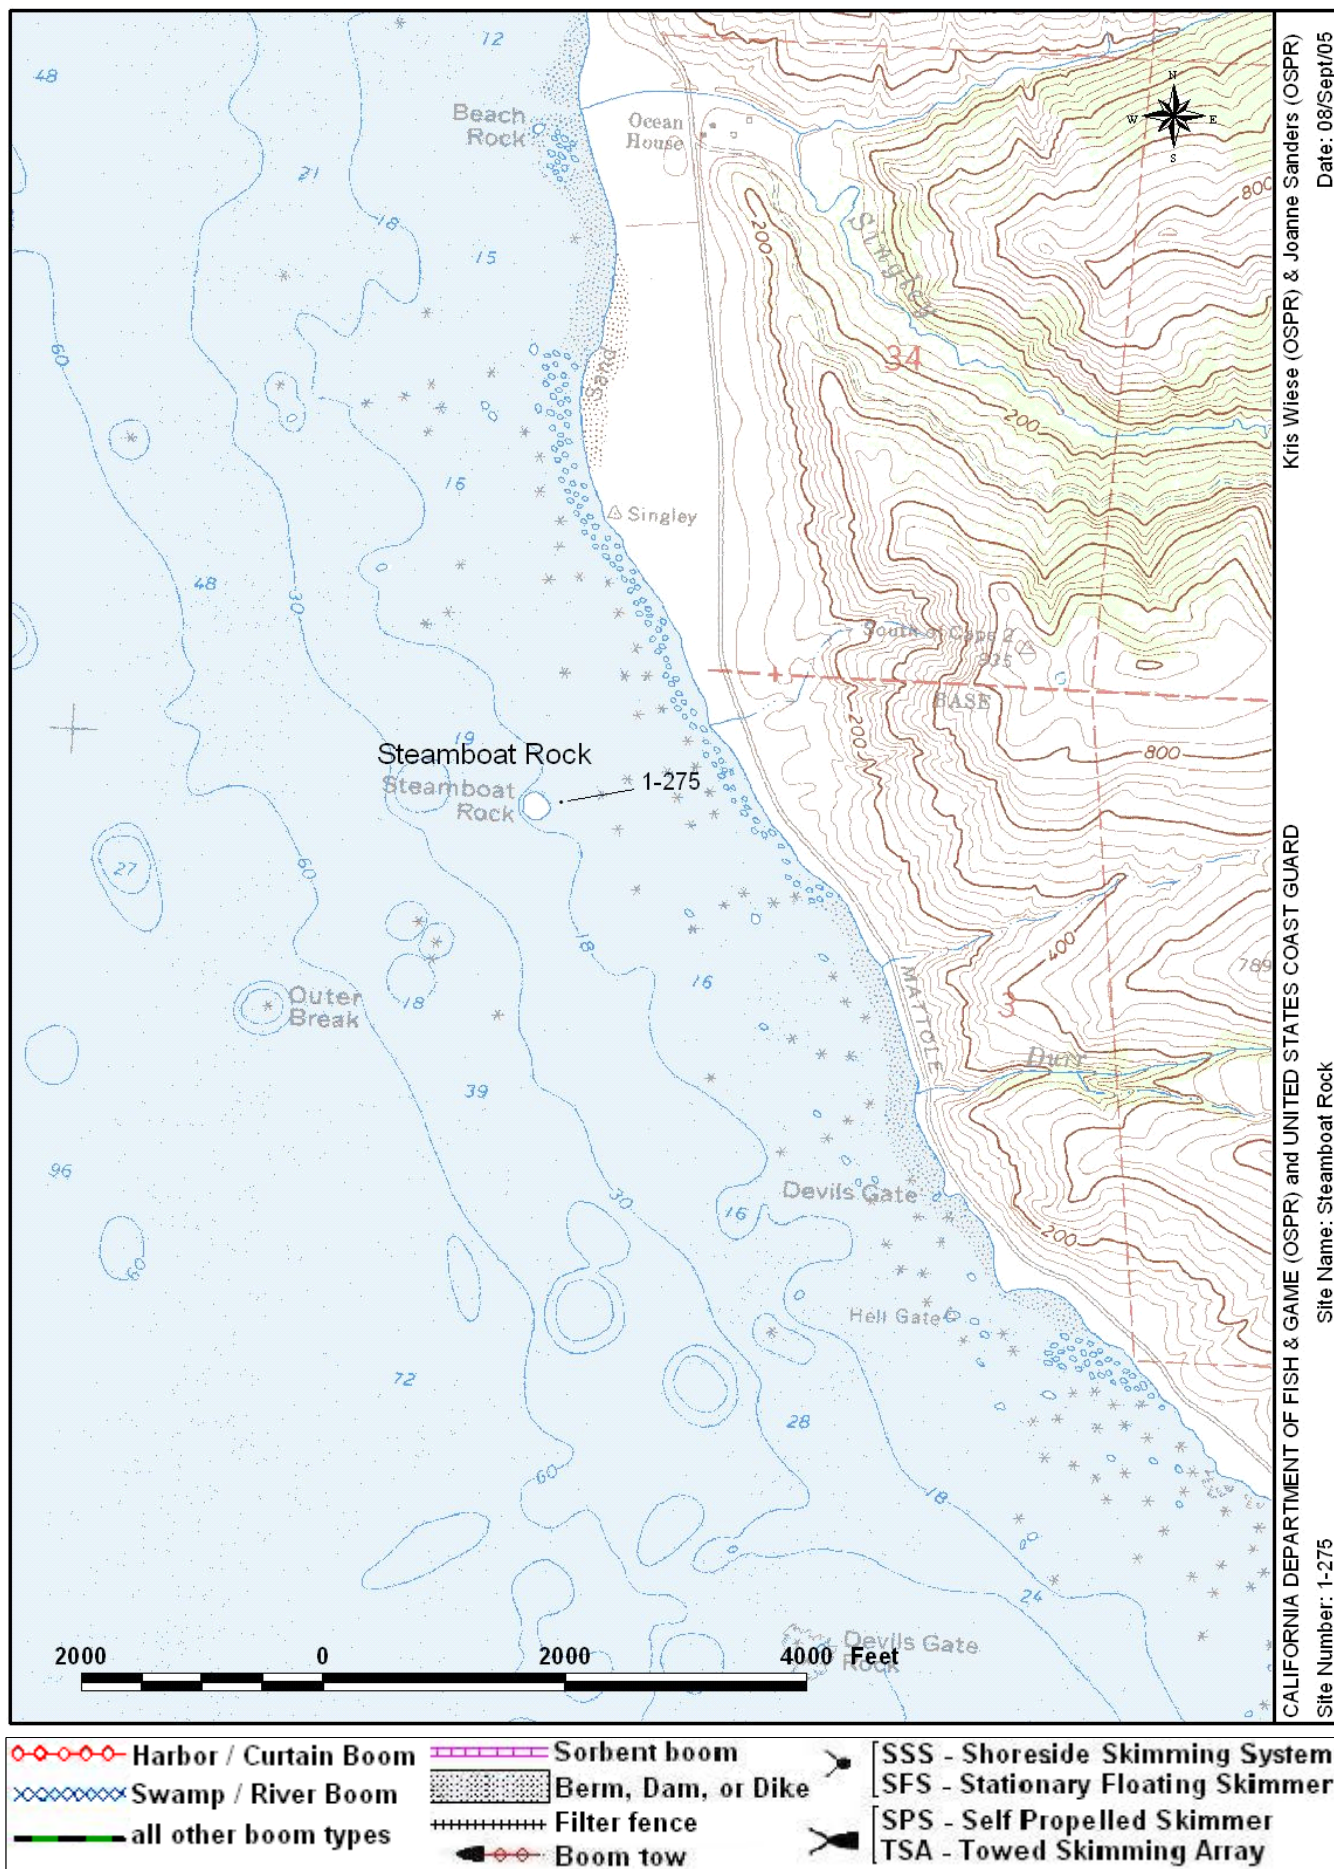 12
48
Beach
Rock
Ocean
House
N
W
E
S
800
21
18
15
200
Singley
34
60
Sand
200
16
Singley
48
30
South of Cape 2
935
BASE
19
Steamboat Rock
Steamboat
Rock
1-275
200
800
27
60
18
400
789
MATTOLE
16
3
Outer
Break
18
Durr
39
96
Devils Gate
30
16
200
60
Hell Gate
72
28
60
18
24
Devils Gate
Rock
2000
0
2000
4000 Feet
Kris Wiese (OSPR) & Joanne Sanders (OSPR)
Date: 08/Sept/05
CALIFORNIA DEPARTMENT OF FISH & GAME (OSPR) and UNITED STATES COAST GUARD
Site Name: Steamboat Rock
Site Number: 1-275
Harbor / Curtain Boom
Swamp / River Boom
all other boom types
Sorbent boom
Berm, Dam, or Dike
Filter fence
Boom tow
SSS - Shoreside Skimming System
SFS - Stationary Floating Skimmer
SPS - Self Propelled Skimmer
TSA - Towed Skimming Array